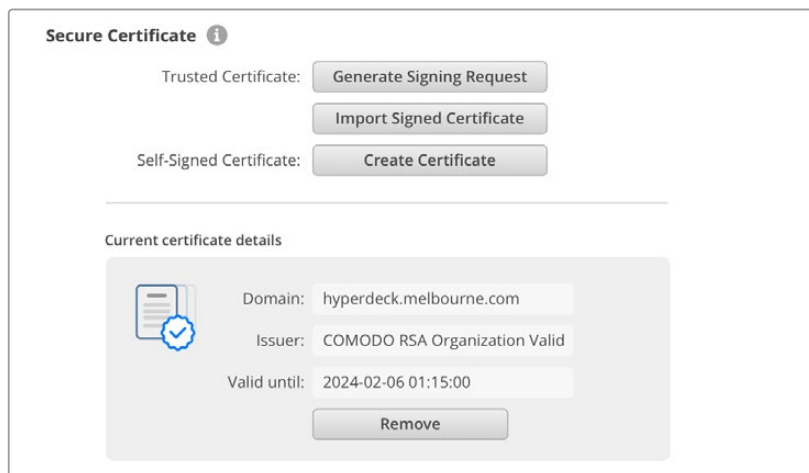 Secure Certificate
Trusted Certificate: Generate Signing Request
Import Signed Certificate
Self-Signed Certificate: Create Certificate
Current certificate details
Domain: hyperdeck.melbourne.com
Issuer: COMODO RSA Organization Valid
Valid until: 2024-02-06 01:15:00
Remove